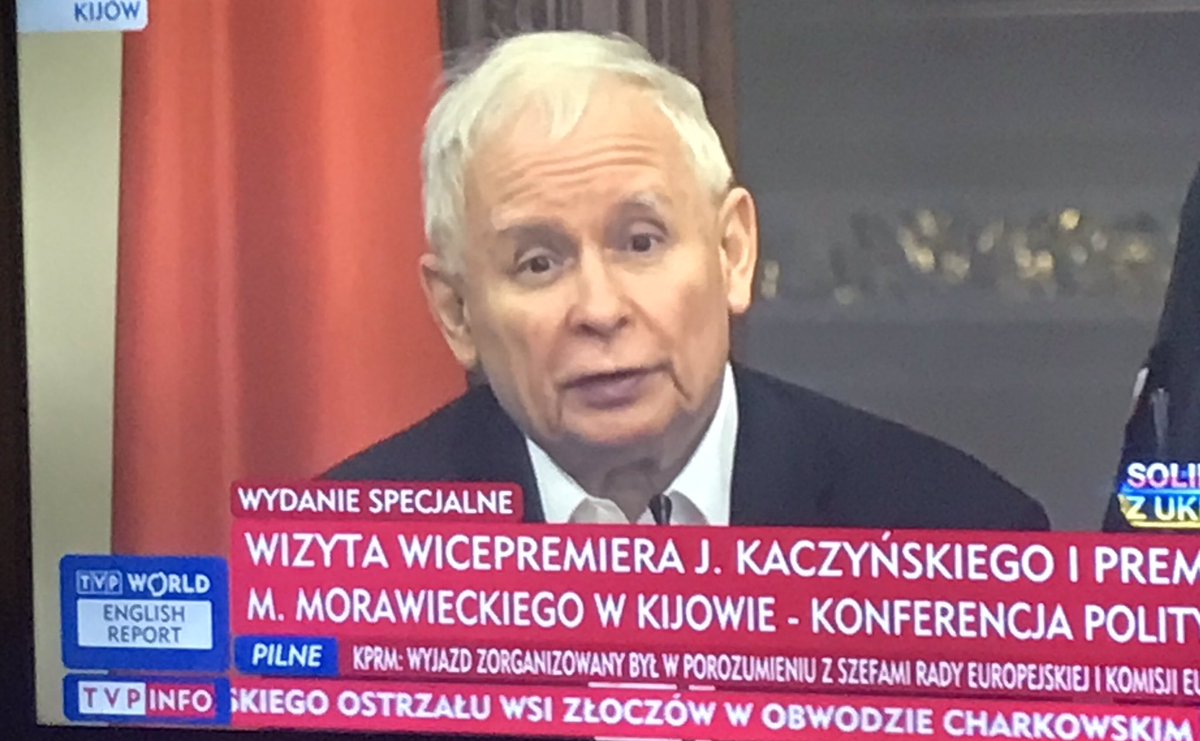 KIJÓW
WYDANIE SPECJALNE
WIZYTA WICEPREMIERA J. KACZYŃSKIEGO I PREM
M. MORAWIECKIEGO W KIJOWIE - KONFERENCJA POLITY
SOLI
Z UK
TVP WORLD
ENGLISH
REPORT
PILNE
KPRM: WYJAZD ZORGANIZOWANY BYŁ W POROZUMIENIU Z SZEFAMI RADY EUROPEJSKIEJ I KOMISJI EU
TVP INFO
SKIEGO OSTRZAŁU WSI ZŁOCZÓW W OBWODZIE CHARKOWSKIM